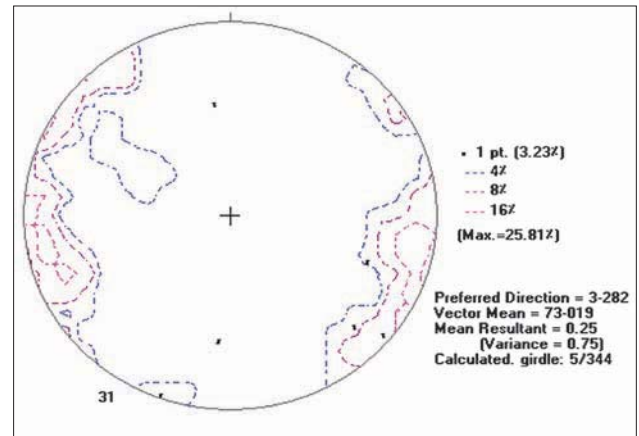 • 1 pt. (3.23%)
4%
8%
16%
(Max.=25.81%)
Preferred Direction = 3-282
Vector Mean = 73-019
Mean Resultant = 0.25
(Variance = 0.75)
Calculated. girdle: 5/344
31